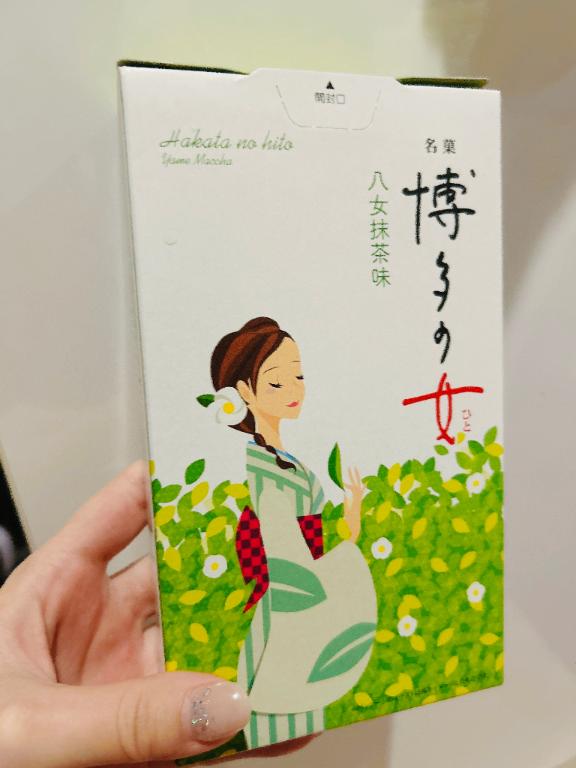 開封口
Hakata no hito
Yame Maccha
名菓
博多の女
ひと
八女抹茶味